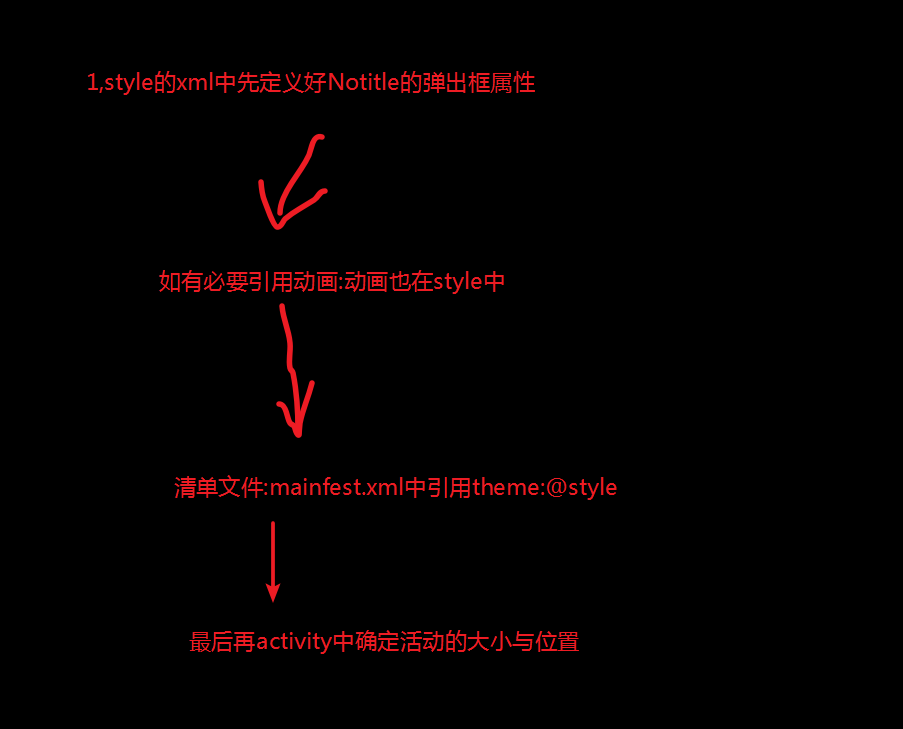 1,style的xml中先定义好Notitle的弹出框属性
如有必要引用动画:动画也在style中
清单文件:mainfest.xml中引用theme:@style
最后再activity中确定活动的大小与位置